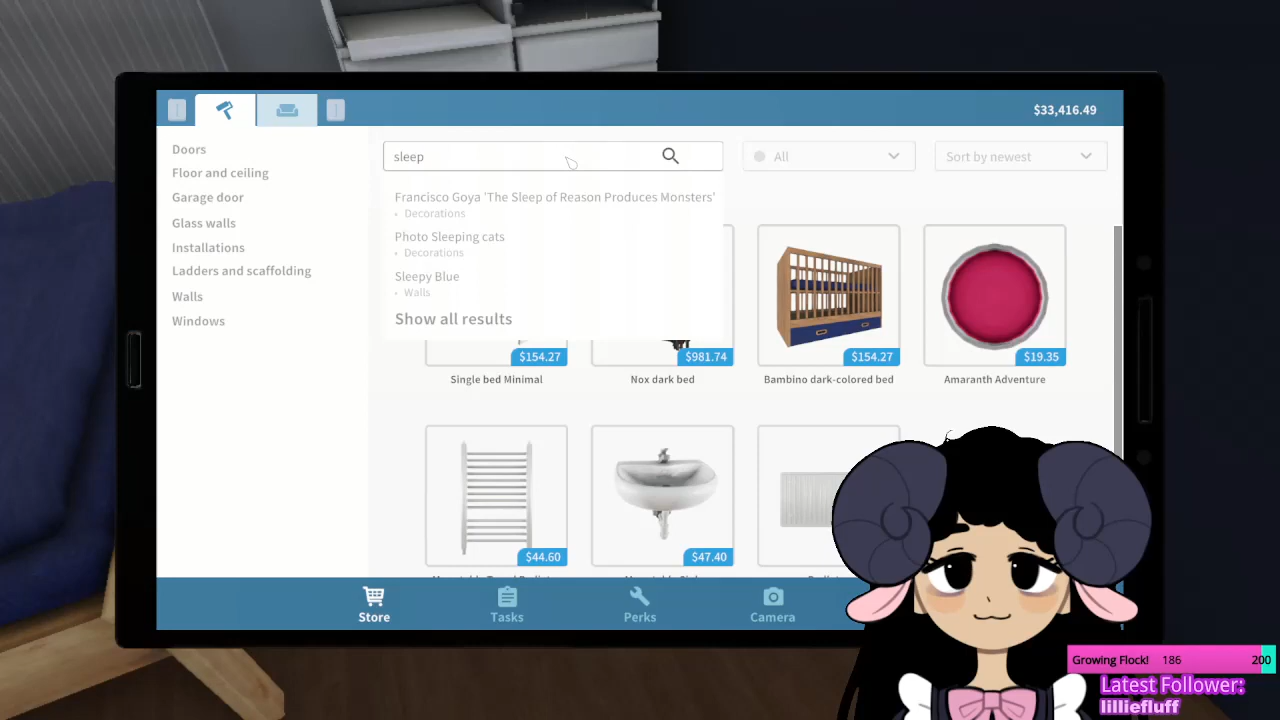 $33,416.49
Doors
Floor and ceiling
Garage door
Glass walls
Installations
Ladders and scaffolding
Walls
Windows
sleep
All
Sort by newest
Francisco Goya 'The Sleep of Reason Produces Monsters'
• Decorations
Photo Sleeping cats
• Decorations
Sleepy Blue
• Walls
Show all results
$154.27
$981.74
$154.27
$19.35
Single bed Minimal
Nox dark bed
Bambino dark-colored bed
Amaranth Adventure
$44.60
$47.40
Store
Tasks
Perks
Camera
Growing Flock! 186 200
Latest Follower:
lilliefluff